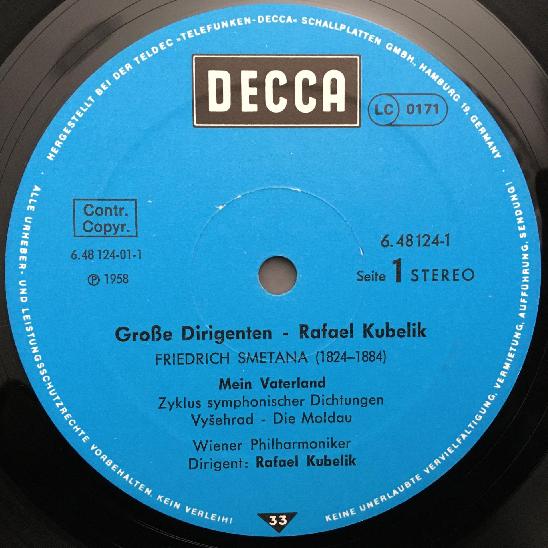 HERGESTELLT BEI DER TELDEC »TELEFUNKEN-DECCA« SCHALLPLATTEN GMBH., HAMBURG 19, GERMANY
DECCA
LC 0171
Contr.
Copyr.
6.48124-01-1
℗ 1958
6.48124-1
Seite 1 STEREO
Große Dirigenten - Rafael Kubelik
FRIEDRICH SMETANA (1824–1884)
Mein Vaterland
Zyklus symphonischer Dichtungen
Vyšehrad - Die Moldau
Wiener Philharmoniker
Dirigent: Rafael Kubelik
33
ALLE URHEBER- UND LEISTUNGSSCHUTZRECHTE VORBEHALTEN. KEIN VERLEIH! KEINE UNERLAUBTE VERVIELFÄLTIGUNG, VERMIETUNG, AUFFÜHRUNG, SENDUNG!